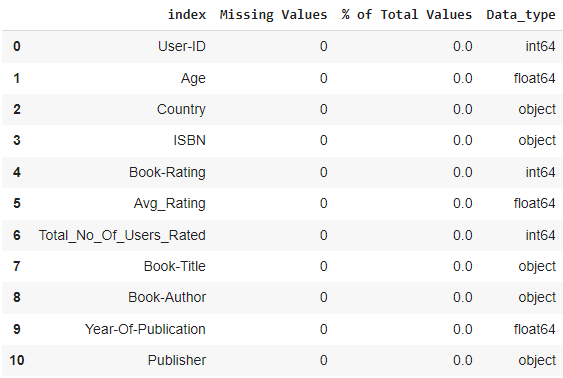 index Missing Values % of Total Values Data_type
0 User-ID 0 0.0 int64
1 Age 0 0.0 float64
2 Country 0 0.0 object
3 ISBN 0 0.0 object
4 Book-Rating 0 0.0 int64
5 Avg_Rating 0 0.0 float64
6 Total_No_Of_Users_Rated 0 0.0 int64
7 Book-Title 0 0.0 object
8 Book-Author 0 0.0 object
9 Year-Of-Publication 0 0.0 float64
10 Publisher 0 0.0 object